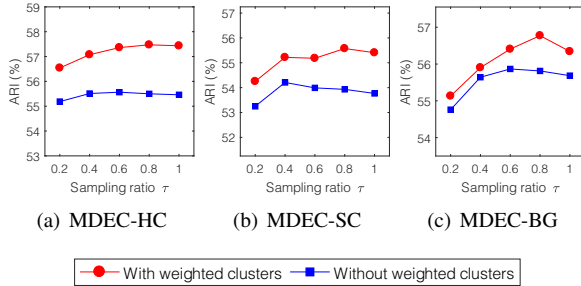 59
58
57
56
55
54
53
ARI (%)
0.2 0.4 0.6 0.8 1
Sampling ratio τ
(a) MDEC-HC
57
56
55
54
53
52
ARI (%)
0.2 0.4 0.6 0.8 1
Sampling ratio τ
(b) MDEC-SC
57
56
55
54
ARI (%)
0.2 0.4 0.6 0.8 1
Sampling ratio τ
(c) MDEC-BG
With weighted clusters Without weighted clusters